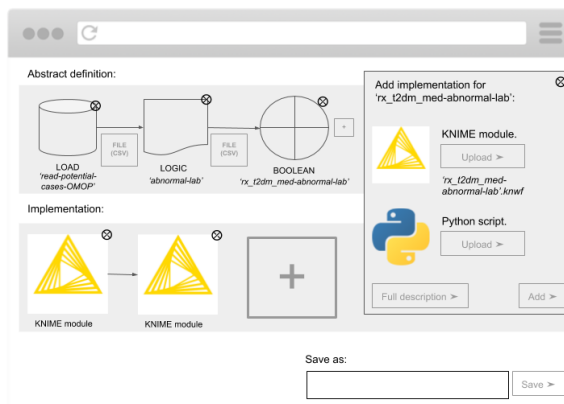 Abstract definition:
FILE
(CSV)
FILE
(CSV)
+
LOAD
'read-potential-
cases-OMOP'
LOGIC
'abnormal-lab'
BOOLEAN
'rx_t2dm_med-abnormal-lab'
Implementation:
KNIME module
KNIME module
+
Add implementation for
'rx_t2dm_med-abnormal-lab':
KNIME module.
Upload ➤
'rx_t2dm_med-
abnormal-lab'.knwf
Python script.
Upload ➤
Full description ➤
Add ➤
Save as:
Save ➤